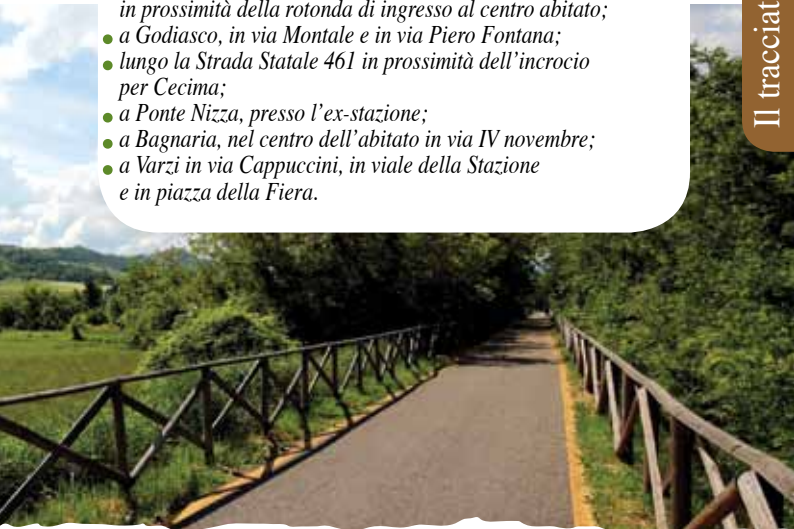 in prossimità della rotonda di ingresso al centro abitato;
a Godiasco, in via Montale e in via Piero Fontana;
lungo la Strada Statale 461 in prossimità dell'incrocio
per Cecima;
a Ponte Nizza, presso l'ex-stazione;
a Bagnaria, nel centro dell'abitato in via IV novembre;
a Varzi in via Cappuccini, in viale della Stazione
e in piazza della Fiera.
Il tracciat